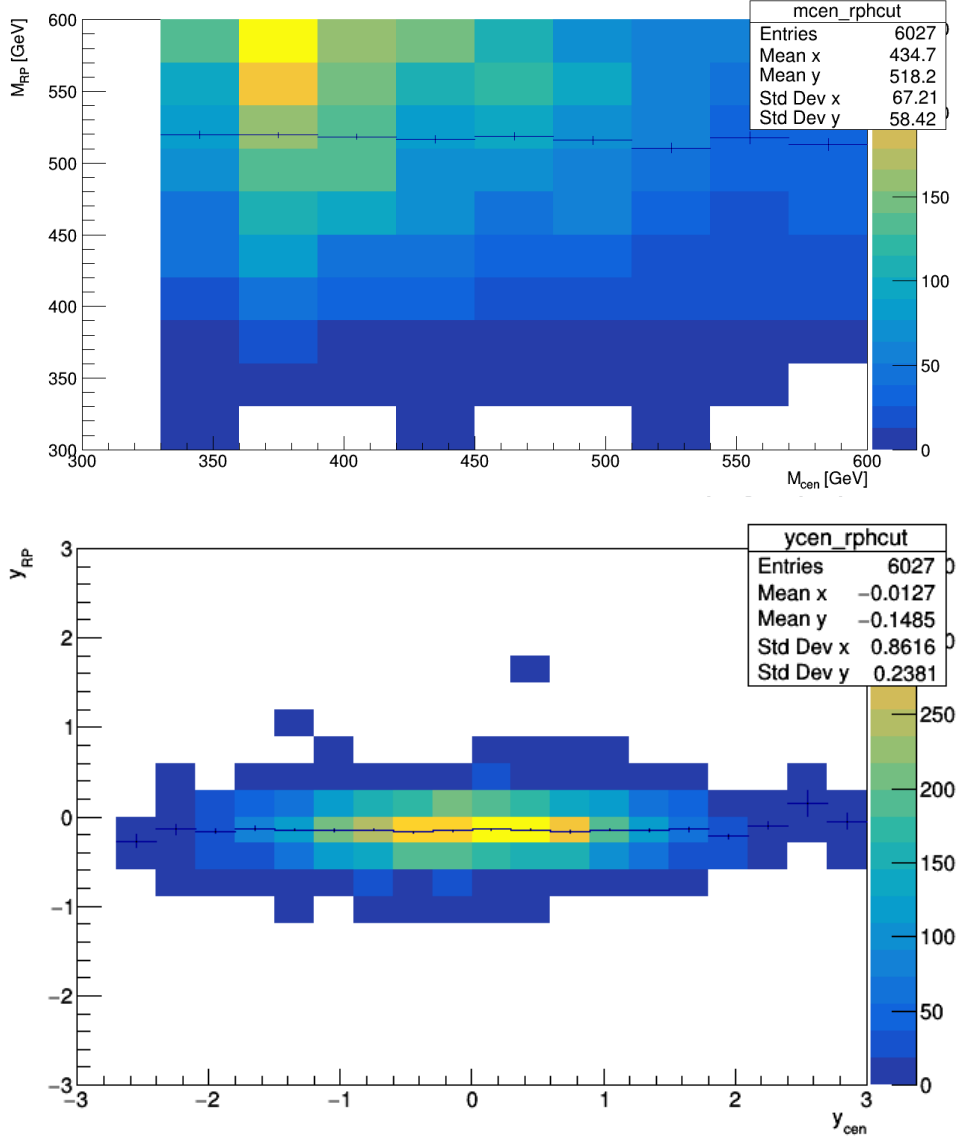 mcen_rphcut
Entries 6027
Mean x 434.7
Mean y 518.2
Std Dev x 67.21
Std Dev y 58.42
M_RP [GeV]
600
550
500
450
400
350
300
300 350 400 450 500 550 600
M_cen [GeV]
150
100
50
0
ycen_rphcut
Entries 6027
Mean x −0.0127
Mean y −0.1485
Std Dev x 0.8616
Std Dev y 0.2381
y_RP
3
2
1
0
−1
−2
−3
−3 −2 −1 0 1 2 3
y_cen
250
200
150
100
50
0